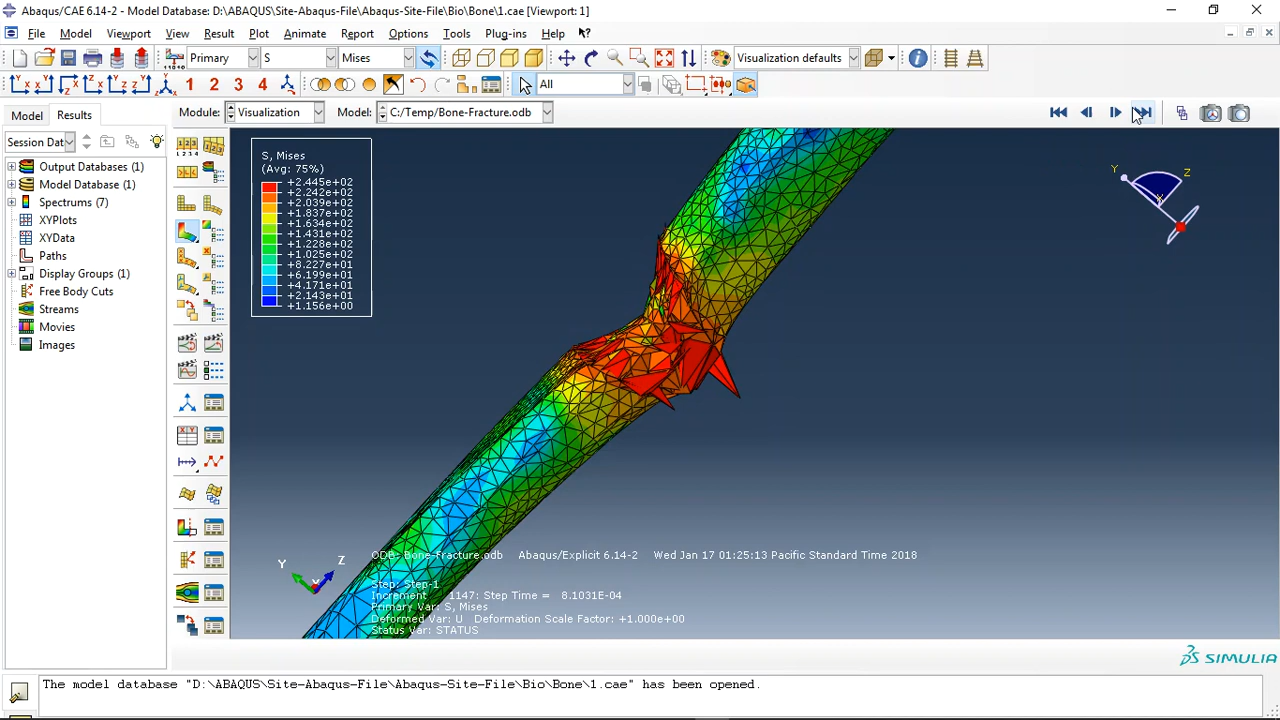 Abaqus/CAE 6.14-2 - Model Database: D:\ABAQUS\Site-Abaqus-File\Abaqus-Site-File\Bio\Bone\1.cae [Viewport: 1]
File Model Viewport View Result Plot Animate Report Options Tools Plug-ins Help
Primary S Mises Visualization defaults
1 2 3 4 All
Model Results Module: Visualization Model: C:/Temp/Bone-Fracture.odb
Session Dat
Output Databases (1)
Model Database (1)
Spectrums (7)
XYPlots
XYData
Paths
Display Groups (1)
Free Body Cuts
Streams
Movies
Images
S, Mises
(Avg: 75%)
+2.445e+02
+2.242e+02
+2.039e+02
+1.837e+02
+1.634e+02
+1.431e+02
+1.228e+02
+1.025e+02
+8.227e+01
+6.199e+01
+4.171e+01
+2.143e+01
+1.156e+00
Y Z
Y Z
X
ODB: Bone-Fracture.odb Abaqus/Explicit 6.14-2 Wed Jan 17 01:25:13 Pacific Standard Time 2018
Step: Step-1
Increment 1147: Step Time = 8.1031E-04
Primary Var: S, Mises
Deformed Var: U Deformation Scale Factor: +1.000e+00
Status Var: STATUS
SIMULIA
The model database "D:\ABAQUS\Site-Abaqus-File\Abaqus-Site-File\Bio\Bone\1.cae" has been opened.